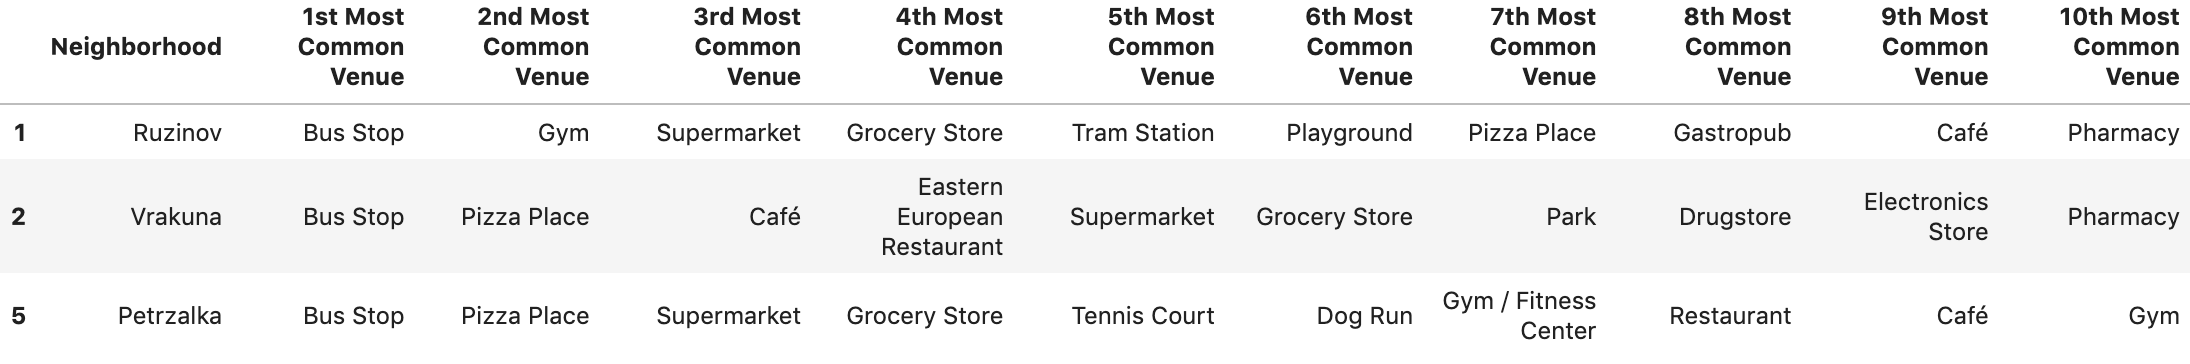 Neighborhood 1st Most Common Venue 2nd Most Common Venue 3rd Most Common Venue 4th Most Common Venue 5th Most Common Venue 6th Most Common Venue 7th Most Common Venue 8th Most Common Venue 9th Most Common Venue 10th Most Common Venue
1 Ruzinov Bus Stop Gym Supermarket Grocery Store Tram Station Playground Pizza Place Gastropub Café Pharmacy
2 Vrakuna Bus Stop Pizza Place Café Eastern European Restaurant Supermarket Grocery Store Park Drugstore Electronics Store Pharmacy
5 Petrzalka Bus Stop Pizza Place Supermarket Grocery Store Tennis Court Dog Run Gym / Fitness Center Restaurant Café Gym